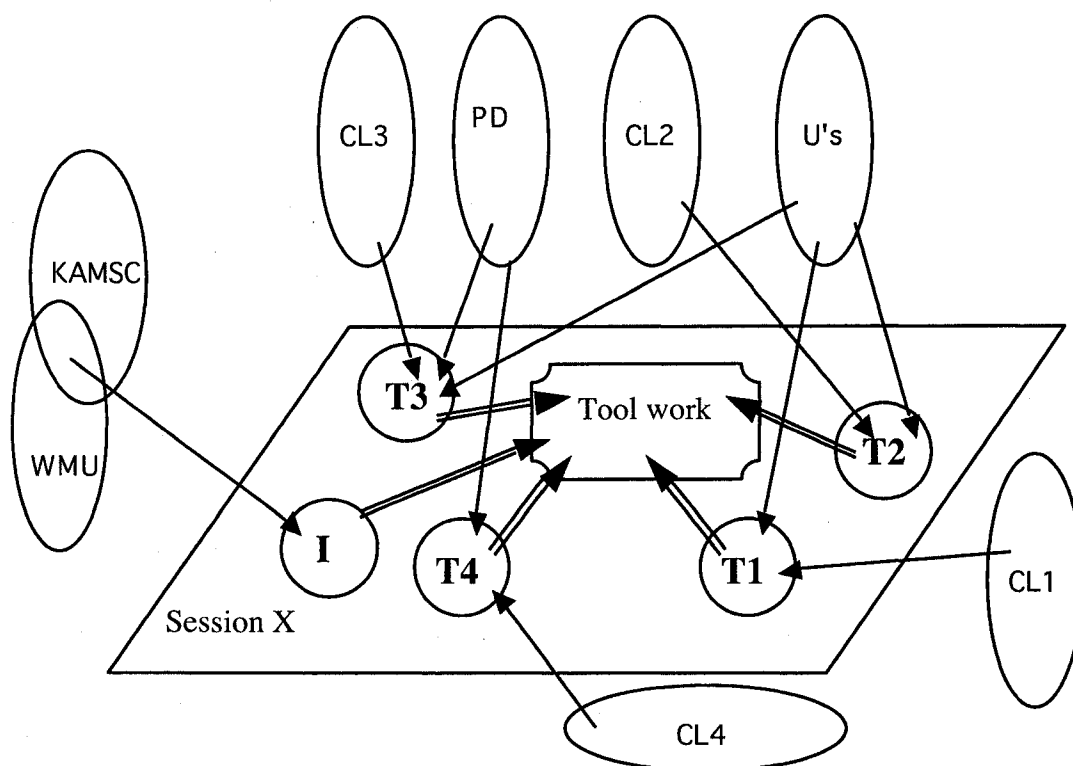 CL3
PD
CL2
U's
KAMSC
WMU
T3
Tool work
T2
I
T4
T1
CL1
Session X
CL4